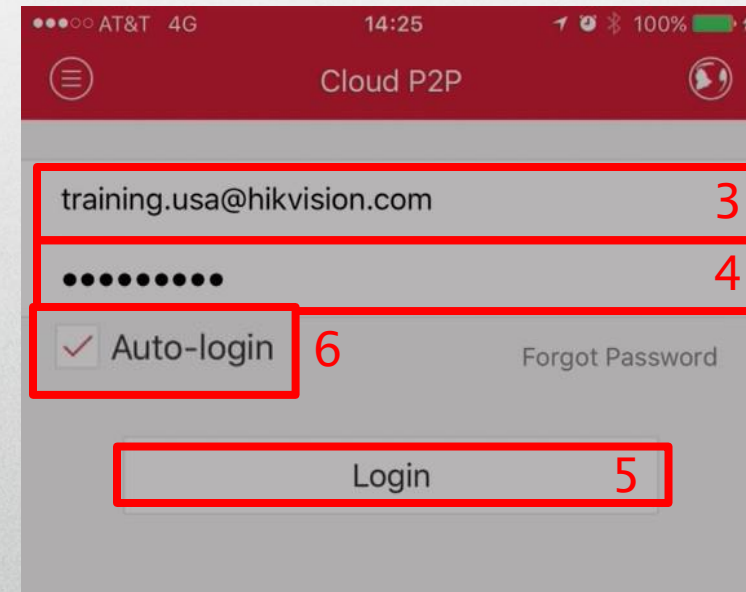 AT&T 4G 14:25 100%
Cloud P2P
training.usa@hikvision.com 3
●●●●●●●●● 4
Auto-login 6 Forgot Password
Login 5